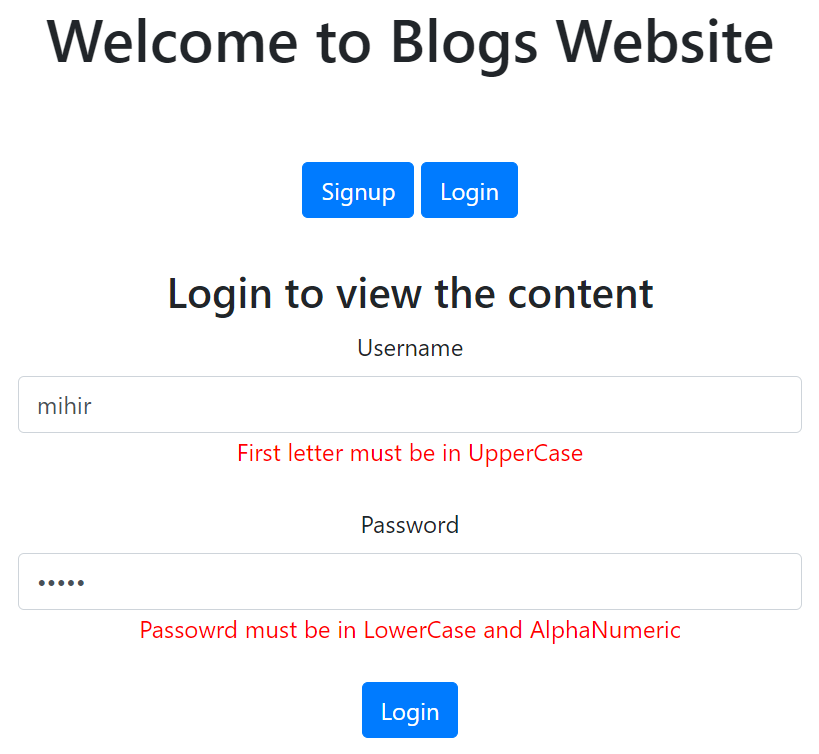 Welcome to Blogs Website
Signup Login
Login to view the content
Username
mihir
First letter must be in UpperCase
Password
•••••
Passowrd must be in LowerCase and AlphaNumeric
Login